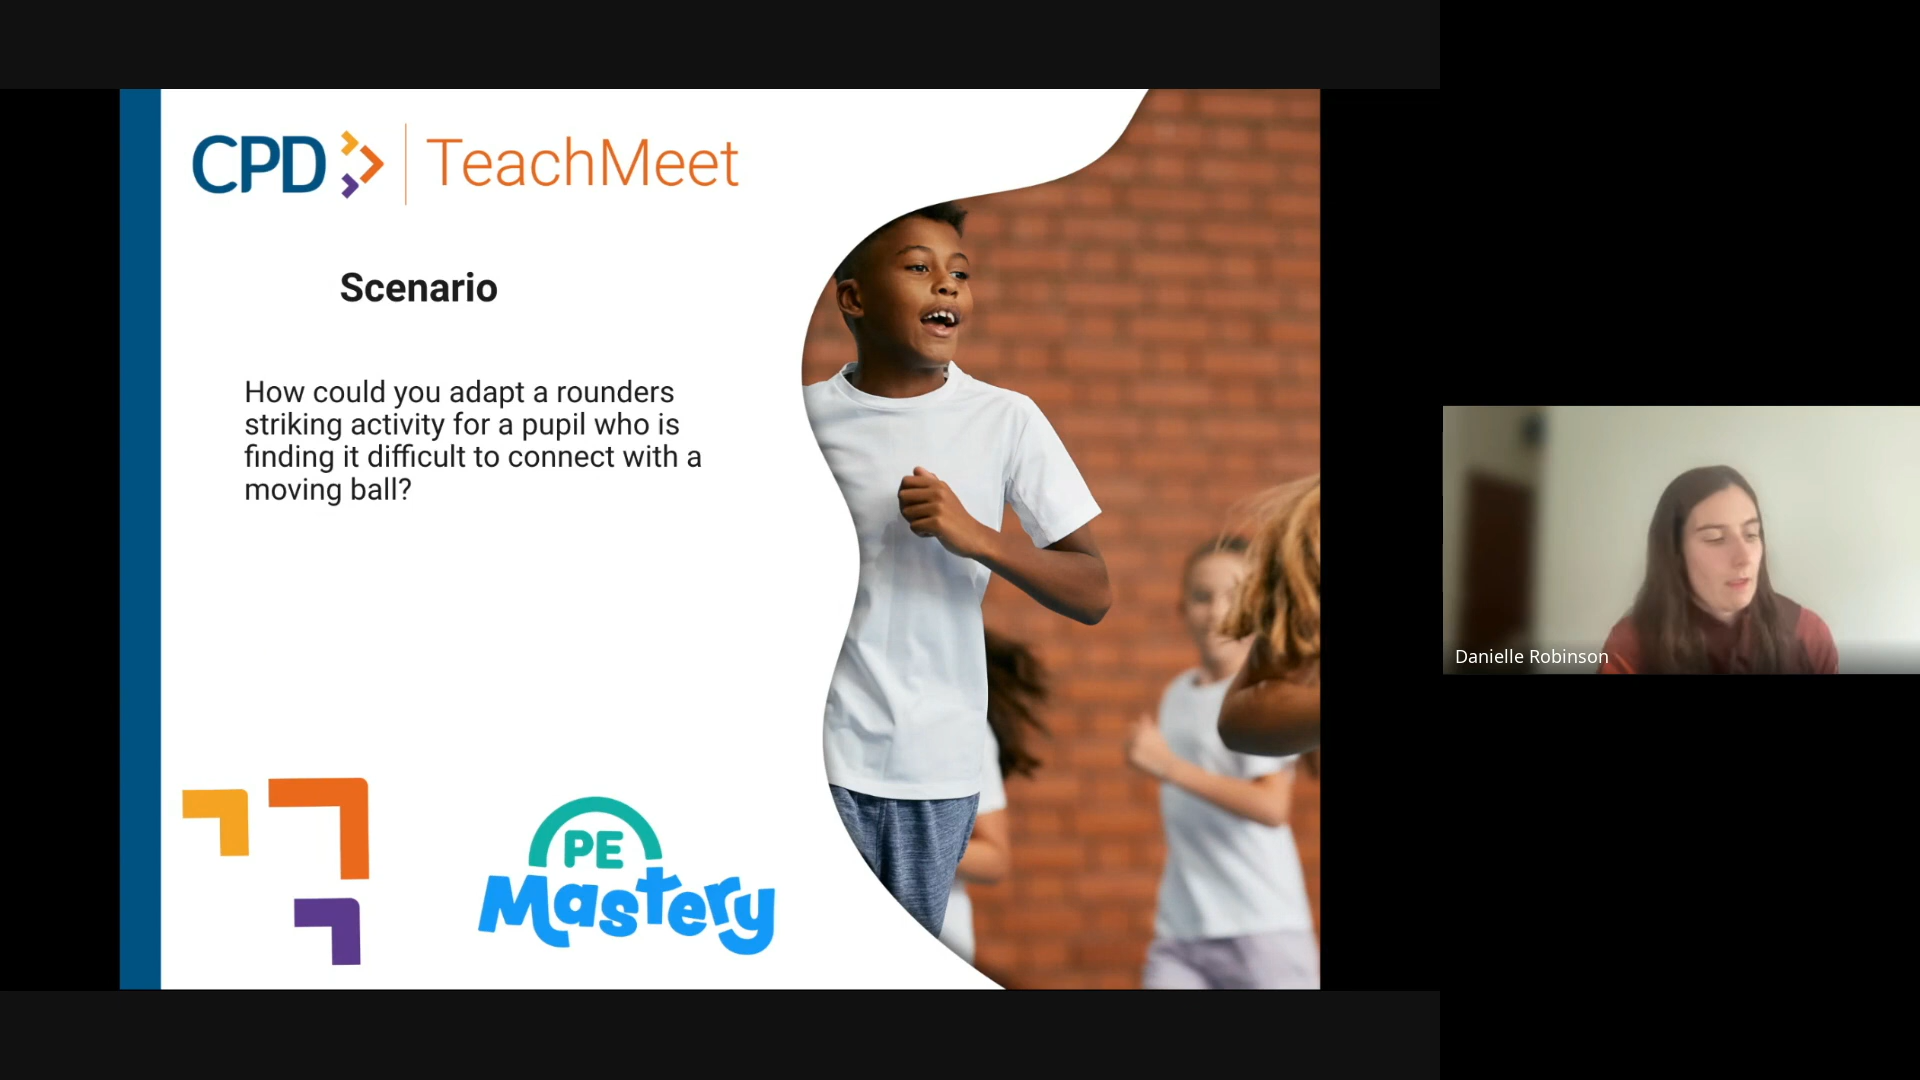 CPD
TeachMeet
Scenario
How could you adapt a rounders
striking activity for a pupil who is
finding it difficult to connect with a
moving ball?
PE
Mastery
Danielle Robinson